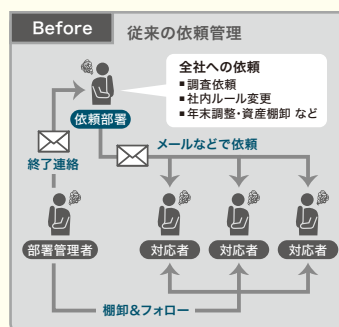 Before
従来の依頼管理
全社への依頼
▪調査依頼
▪社内ルール変更
▪年末調整・資産棚卸 など
依頼部署
メールなどで依頼
終了連絡
部署管理者
対応者
対応者
対応者
棚卸&フォロー